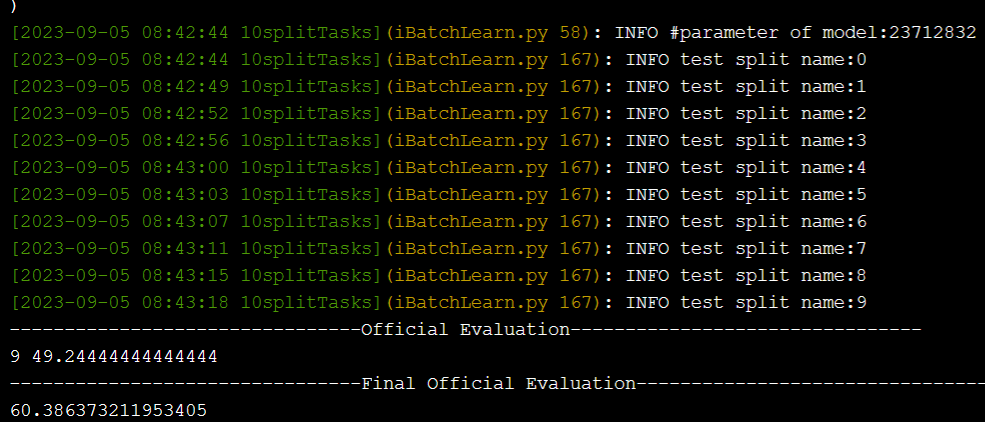 )
[2023-09-05 08:42:44 10splitTasks](iBatchLearn.py 58): INFO #parameter of model:23712832
[2023-09-05 08:42:44 10splitTasks](iBatchLearn.py 167): INFO test split name:0
[2023-09-05 08:42:49 10splitTasks](iBatchLearn.py 167): INFO test split name:1
[2023-09-05 08:42:52 10splitTasks](iBatchLearn.py 167): INFO test split name:2
[2023-09-05 08:42:56 10splitTasks](iBatchLearn.py 167): INFO test split name:3
[2023-09-05 08:43:00 10splitTasks](iBatchLearn.py 167): INFO test split name:4
[2023-09-05 08:43:03 10splitTasks](iBatchLearn.py 167): INFO test split name:5
[2023-09-05 08:43:07 10splitTasks](iBatchLearn.py 167): INFO test split name:6
[2023-09-05 08:43:11 10splitTasks](iBatchLearn.py 167): INFO test split name:7
[2023-09-05 08:43:15 10splitTasks](iBatchLearn.py 167): INFO test split name:8
[2023-09-05 08:43:18 10splitTasks](iBatchLearn.py 167): INFO test split name:9
--------------------------------Official Evaluation--------------------------------
9 49.24444444444444
--------------------------------Final Official Evaluation--------------------------------
60.386373211953405